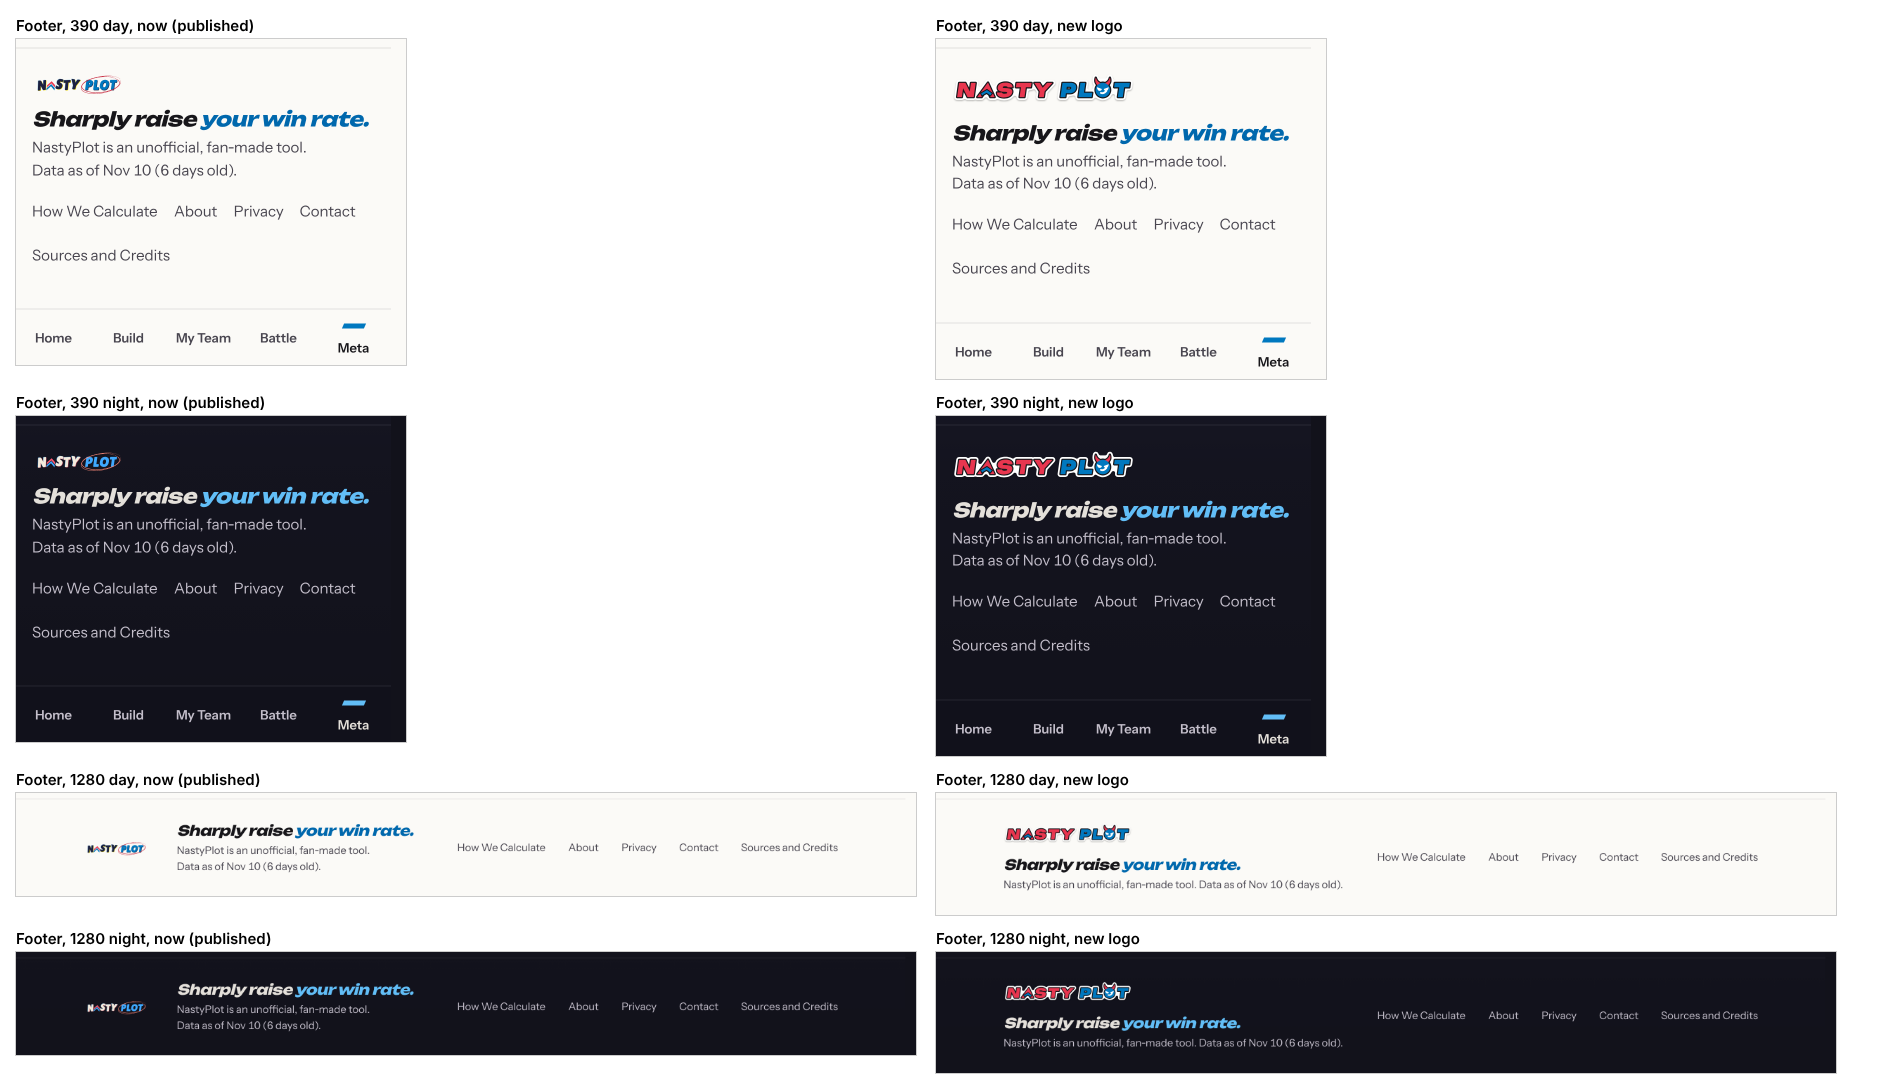 Footer, 390 day, now (published)
NASTY PLOT
Sharply raise your win rate.
NastyPlot is an unofficial, fan-made tool.
Data as of Nov 10 (6 days old).
How We Calculate About Privacy Contact
Sources and Credits
Home Build My Team Battle Meta
Footer, 390 day, new logo
NASTY PLOT
Sharply raise your win rate.
NastyPlot is an unofficial, fan-made tool.
Data as of Nov 10 (6 days old).
How We Calculate About Privacy Contact
Sources and Credits
Home Build My Team Battle Meta
Footer, 390 night, now (published)
NASTY PLOT
Sharply raise your win rate.
NastyPlot is an unofficial, fan-made tool.
Data as of Nov 10 (6 days old).
How We Calculate About Privacy Contact
Sources and Credits
Home Build My Team Battle Meta
Footer, 390 night, new logo
NASTY PLOT
Sharply raise your win rate.
NastyPlot is an unofficial, fan-made tool.
Data as of Nov 10 (6 days old).
How We Calculate About Privacy Contact
Sources and Credits
Home Build My Team Battle Meta
Footer, 1280 day, now (published)
NASTY PLOT
Sharply raise your win rate.
NastyPlot is an unofficial, fan-made tool.
Data as of Nov 10 (6 days old).
How We Calculate About Privacy Contact Sources and Credits
Footer, 1280 day, new logo
NASTY PLOT
Sharply raise your win rate.
NastyPlot is an unofficial, fan-made tool. Data as of Nov 10 (6 days old).
How We Calculate About Privacy Contact Sources and Credits
Footer, 1280 night, now (published)
NASTY PLOT
Sharply raise your win rate.
NastyPlot is an unofficial, fan-made tool.
Data as of Nov 10 (6 days old).
How We Calculate About Privacy Contact Sources and Credits
Footer, 1280 night, new logo
NASTY PLOT
Sharply raise your win rate.
NastyPlot is an unofficial, fan-made tool. Data as of Nov 10 (6 days old).
How We Calculate About Privacy Contact Sources and Credits